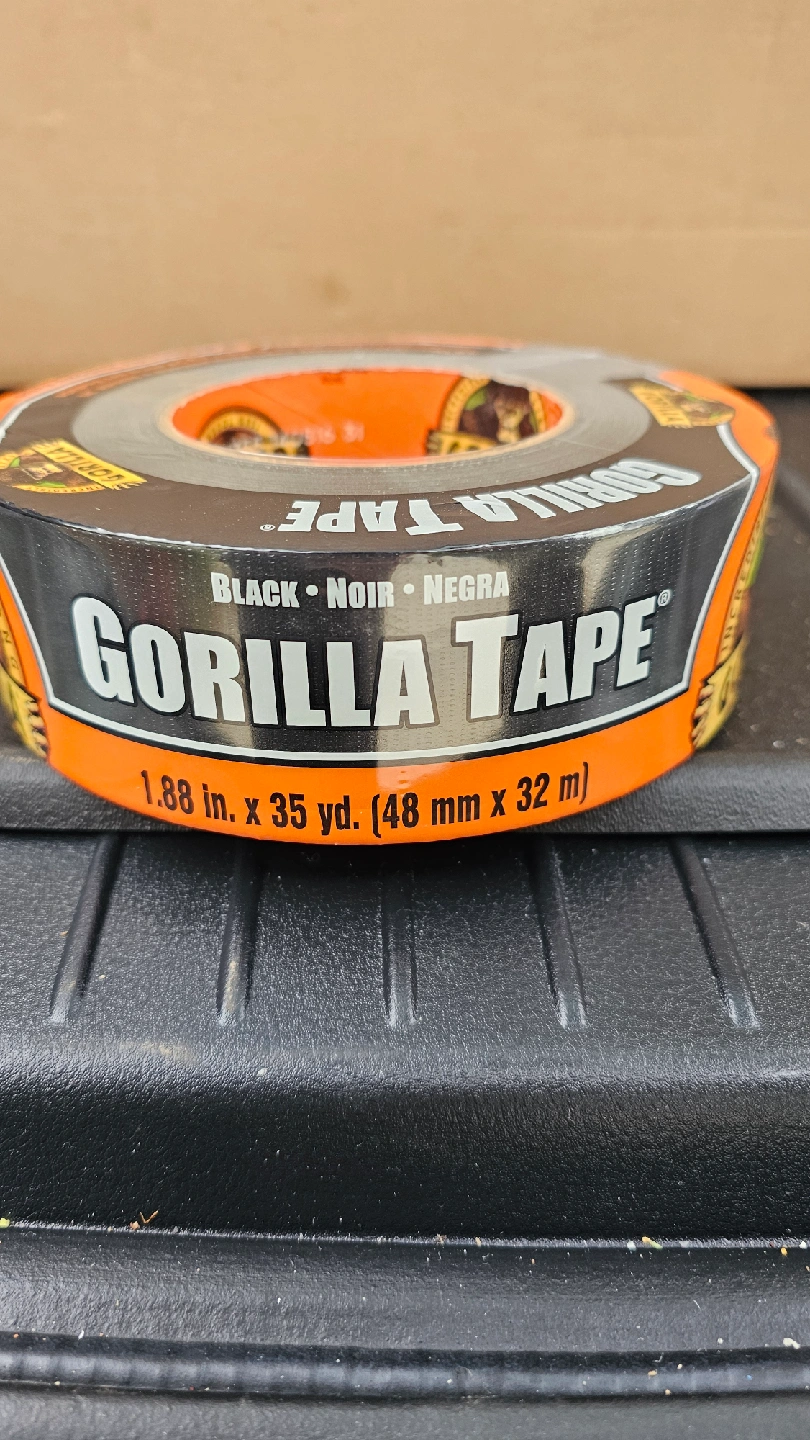 GORILLA TAPE®
BLACK • NOIR • NEGRA
GORILLA TAPE®
1.88 in. x 35 yd. (48 mm x 32 m)